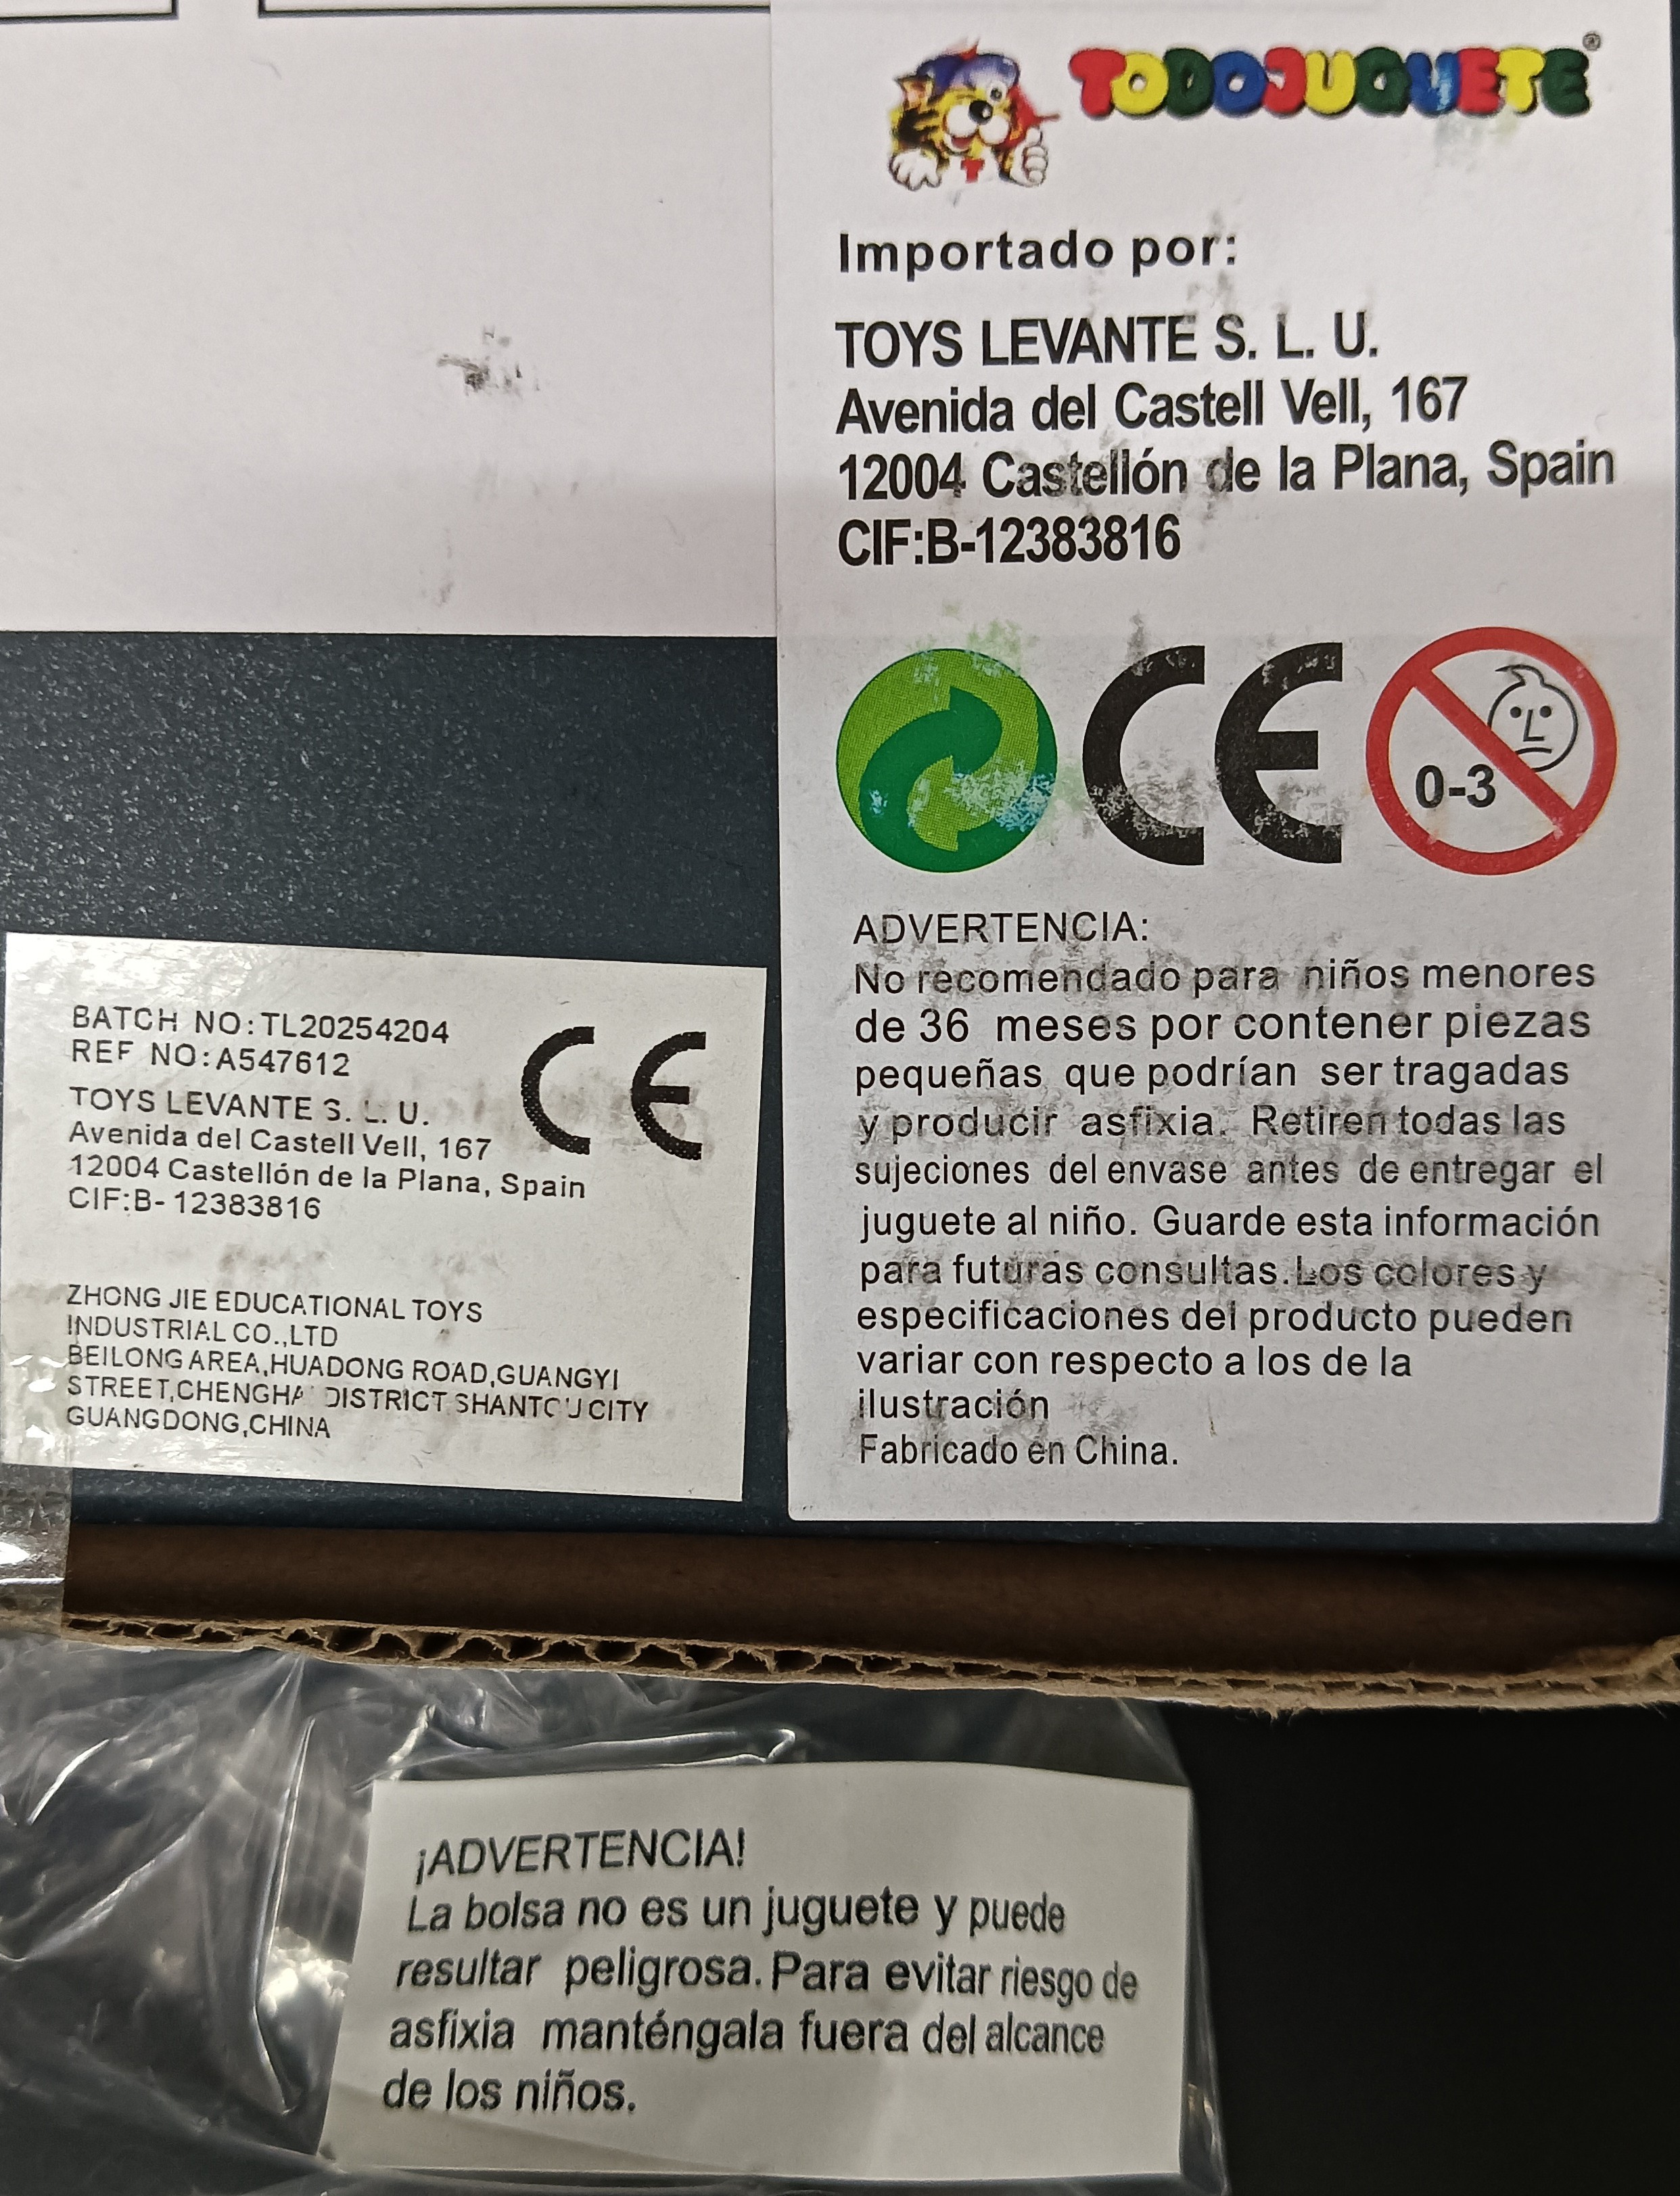 TODOJUGUETE®
Importado por:
TOYS LEVANTE S. L. U.
Avenida del Castell Vell, 167
12004 Castellón de la Plana, Spain
CIF:B-12383816
CE
0-3
ADVERTENCIA:
No recomendado para niños menores
de 36 meses por contener piezas
pequeñas que podrían ser tragadas
y producir asfixia. Retiren todas las
sujeciones del envase antes de entregar el
juguete al niño. Guarde esta información
para futuras consultas. Los colores y
especificaciones del producto pueden
variar con respecto a los de la
ilustración
Fabricado en China.
BATCH NO:TL20254204
REF NO:A547612
CE
TOYS LEVANTE S. L. U.
Avenida del Castell Vell, 167
12004 Castellón de la Plana, Spain
CIF:B- 12383816
ZHONG JIE EDUCATIONAL TOYS
INDUSTRIAL CO.,LTD
BEILONG AREA,HUADONG ROAD,GUANGYI
STREET,CHENGHA DISTRICT SHANTOU CITY
GUANGDONG,CHINA
¡ADVERTENCIA!
La bolsa no es un juguete y puede
resultar peligrosa. Para evitar riesgo de
asfixia manténgala fuera del alcance
de los niños.